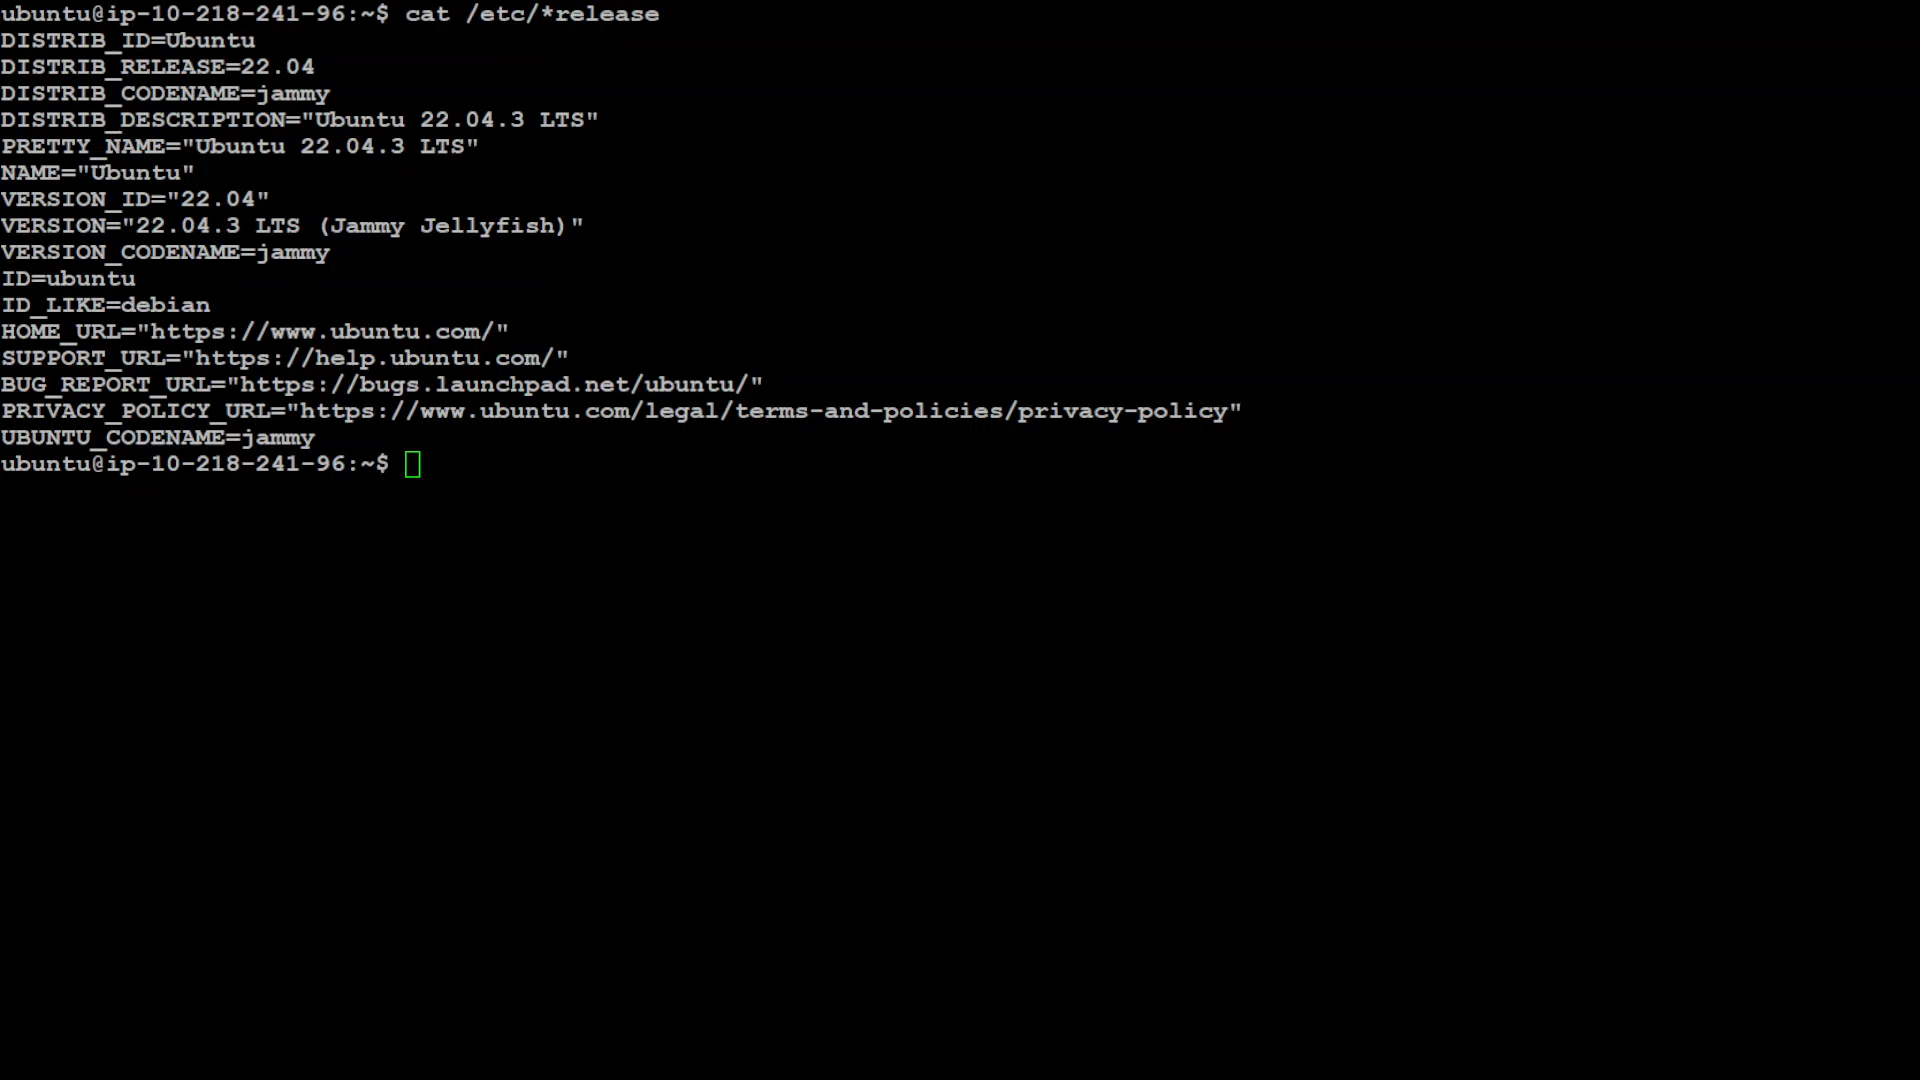 ubuntu@ip-10-218-241-96:~$ cat /etc/*release
DISTRIB_ID=Ubuntu
DISTRIB_RELEASE=22.04
DISTRIB_CODENAME=jammy
DISTRIB_DESCRIPTION="Ubuntu 22.04.3 LTS"
PRETTY_NAME="Ubuntu 22.04.3 LTS"
NAME="Ubuntu"
VERSION_ID="22.04"
VERSION="22.04.3 LTS (Jammy Jellyfish)"
VERSION_CODENAME=jammy
ID=ubuntu
ID_LIKE=debian
HOME_URL="https://www.ubuntu.com/"
SUPPORT_URL="https://help.ubuntu.com/"
BUG_REPORT_URL="https://bugs.launchpad.net/ubuntu/"
PRIVACY_POLICY_URL="https://www.ubuntu.com/legal/terms-and-policies/privacy-policy"
UBUNTU_CODENAME=jammy
ubuntu@ip-10-218-241-96:~$